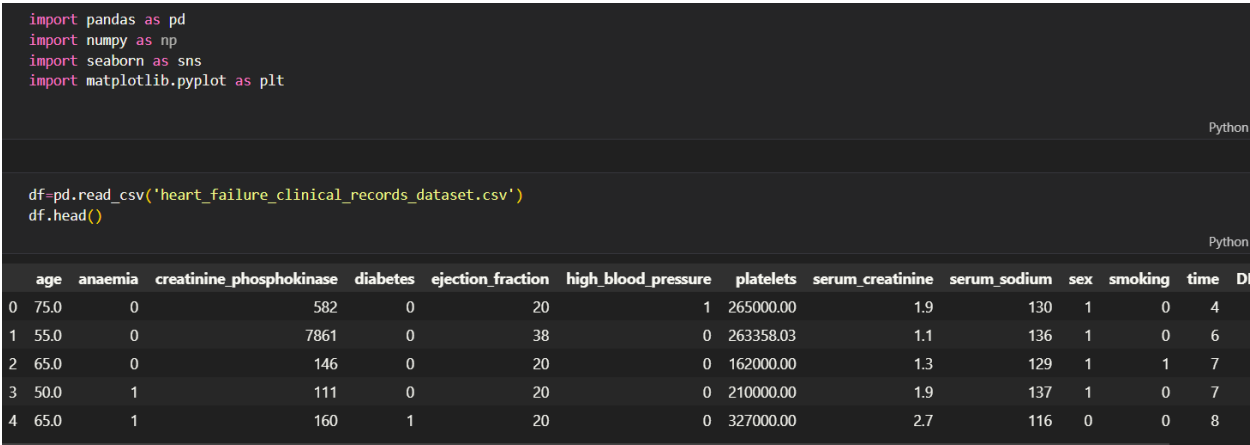 import pandas as pd
import numpy as np
import seaborn as sns
import matplotlib.pyplot as plt
Python
df=pd.read_csv('heart_failure_clinical_records_dataset.csv')
df.head()
Python
age anaemia creatinine_phosphokinase diabetes ejection_fraction high_blood_pressure platelets serum_creatinine serum_sodium sex smoking time
0 75.0 0 582 0 20 1 265000.00 1.9 130 1 0 4
1 55.0 0 7861 0 38 0 263358.03 1.1 136 1 0 6
2 65.0 0 146 0 20 0 162000.00 1.3 129 1 1 7
3 50.0 1 111 0 20 0 210000.00 1.9 137 1 0 7
4 65.0 1 160 1 20 0 327000.00 2.7 116 0 0 8